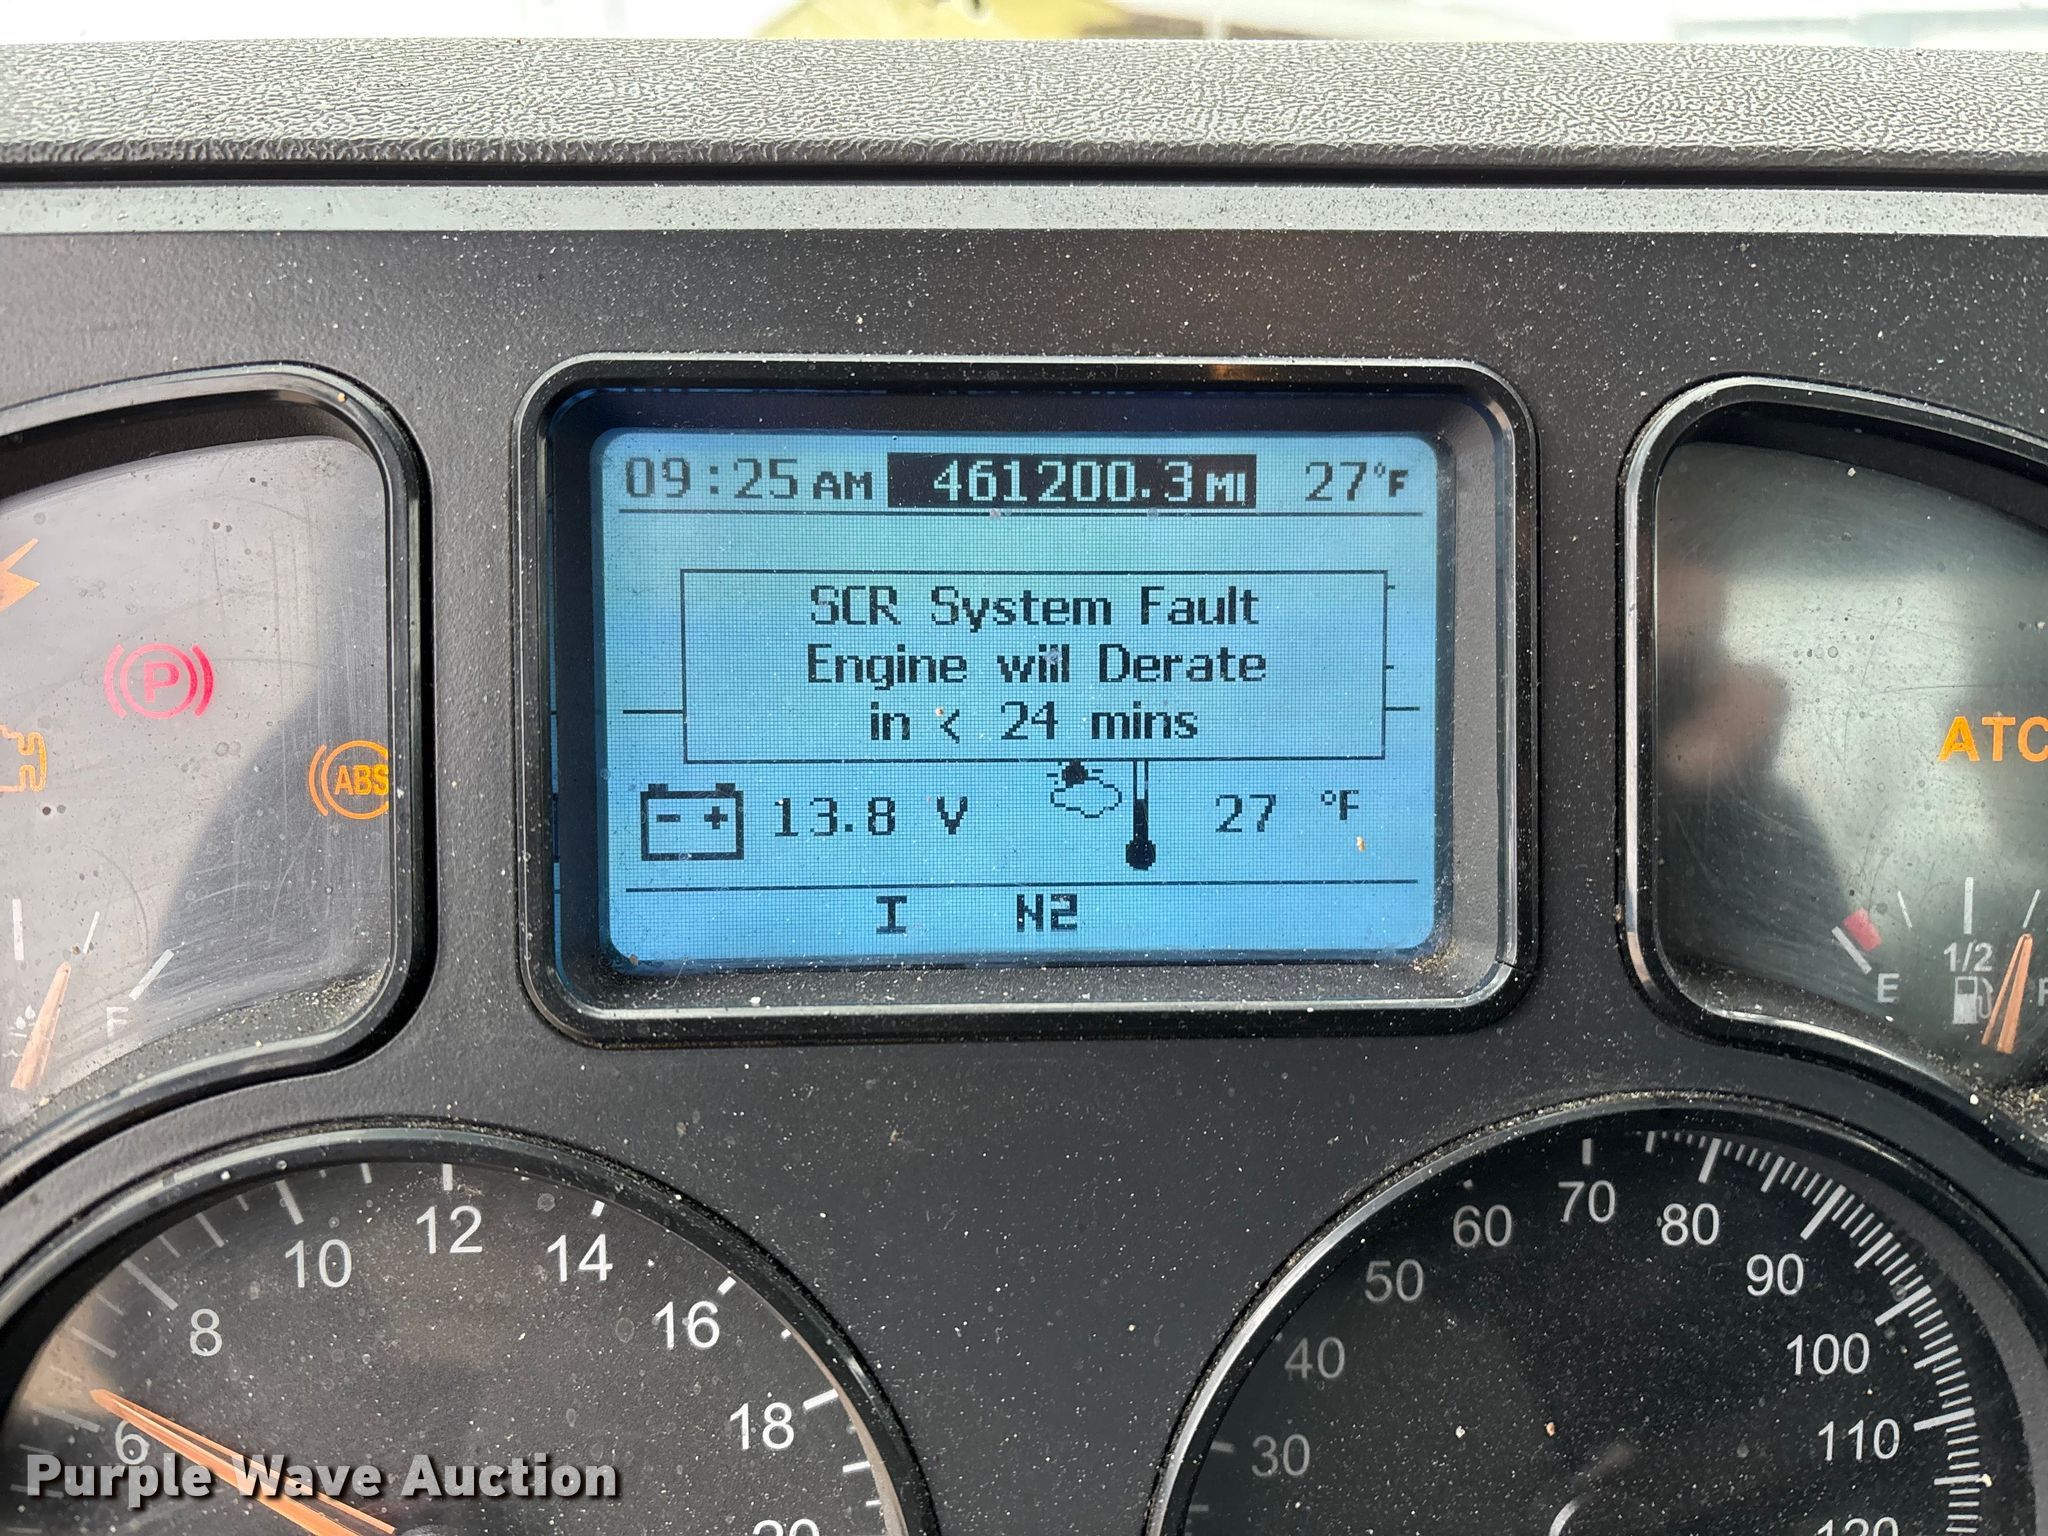 09:25 AM 461200.3 MI 27°F
SCR System Fault
Engine will Derate
in < 24 mins
- + 13.8 V 27 °F
I N2
P
ABS
F
ATC
E 1/2
6 8 10 12 14 16 18 20
30 40 50 60 70 80 90 100 110 120
Purple Wave Auction